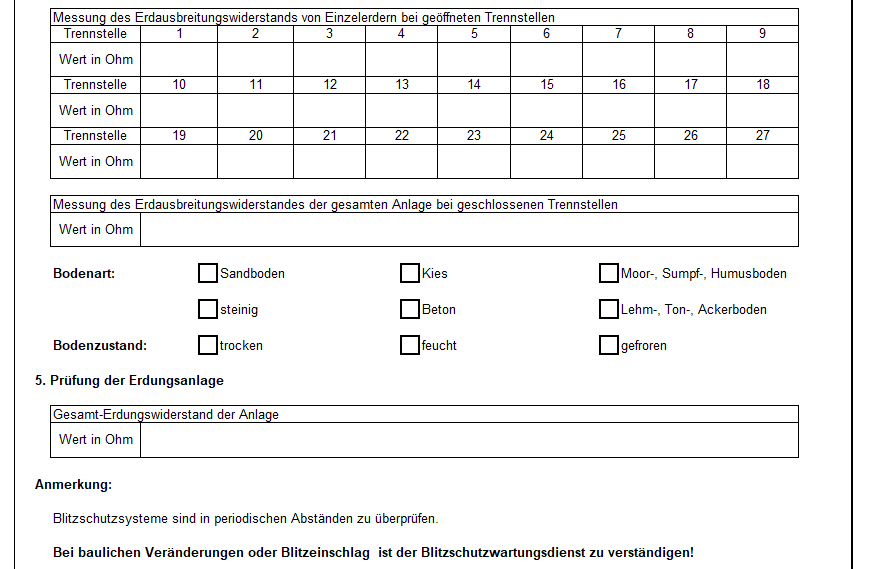 Messung des Erdausbreitungswiderstands von Einzelerdern bei geöffneten Trennstellen
Trennstelle 1 2 3 4 5 6 7 8 9
Wert in Ohm
Trennstelle 10 11 12 13 14 15 16 17 18
Wert in Ohm
Trennstelle 19 20 21 22 23 24 25 26 27
Wert in Ohm
Messung des Erdausbreitungswiderstandes der gesamten Anlage bei geschlossenen Trennstellen
Wert in Ohm
Bodenart: Sandboden Kies Moor-, Sumpf-, Humusboden
steinig Beton Lehm-, Ton-, Ackerboden
Bodenzustand: trocken feucht gefroren
5. Prüfung der Erdungsanlage
Gesamt-Erdungswiderstand der Anlage
Wert in Ohm
Anmerkung:
Blitzschutzsysteme sind in periodischen Abständen zu überprüfen.
Bei baulichen Veränderungen oder Blitzeinschlag ist der Blitzschutzwartungsdienst zu verständigen!